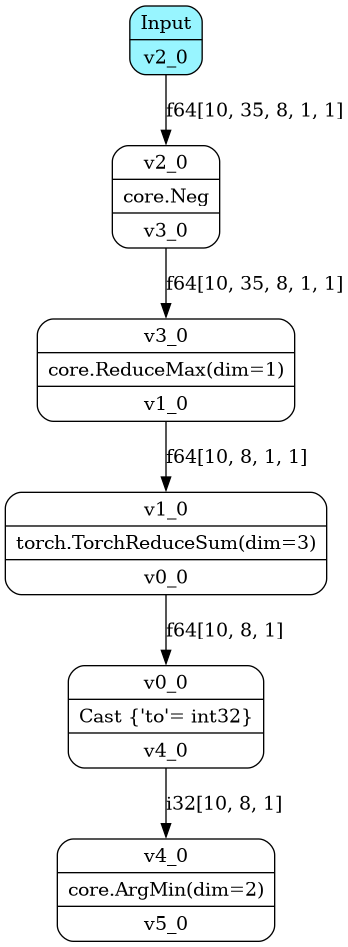 Input
v2_0
f64[10, 35, 8, 1, 1]
v2_0
core.Neg
v3_0
f64[10, 35, 8, 1, 1]
v3_0
core.ReduceMax(dim=1)
v1_0
f64[10, 8, 1, 1]
v1_0
torch.TorchReduceSum(dim=3)
v0_0
f64[10, 8, 1]
v0_0
Cast {'to'= int32}
v4_0
i32[10, 8, 1]
v4_0
core.ArgMin(dim=2)
v5_0